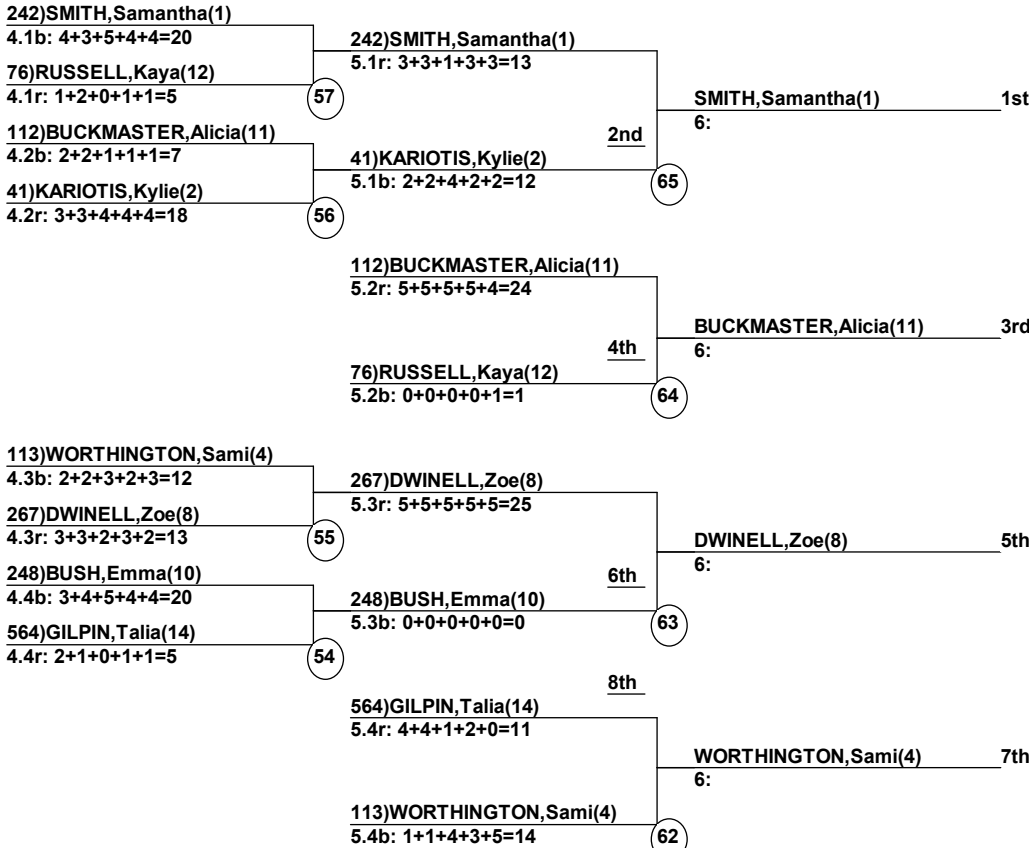 242)SMITH,Samantha(1)
4.1b: 4+3+5+4+4=20
76)RUSSELL,Kaya(12)
4.1r: 1+2+0+1+1=5
57
112)BUCKMASTER,Alicia(11)
4.2b: 2+2+1+1+1=7
41)KARIOTIS,Kylie(2)
4.2r: 3+3+4+4+4=18
56
242)SMITH,Samantha(1)
5.1r: 3+3+1+3+3=13
2nd
41)KARIOTIS,Kylie(2)
5.1b: 2+2+4+2+2=12
65
SMITH,Samantha(1) 1st
6:
112)BUCKMASTER,Alicia(11)
5.2r: 5+5+5+5+4=24
4th
76)RUSSELL,Kaya(12)
5.2b: 0+0+0+0+1=1
64
BUCKMASTER,Alicia(11) 3rd
6:
113)WORTHINGTON,Sami(4)
4.3b: 2+2+3+2+3=12
267)DWINELL,Zoe(8)
4.3r: 3+3+2+3+2=13
55
248)BUSH,Emma(10)
4.4b: 3+4+5+4+4=20
564)GILPIN,Talia(14)
4.4r: 2+1+0+1+1=5
54
267)DWINELL,Zoe(8)
5.3r: 5+5+5+5+5=25
6th
248)BUSH,Emma(10)
5.3b: 0+0+0+0+0=0
63
DWINELL,Zoe(8) 5th
6:
8th
564)GILPIN,Talia(14)
5.4r: 4+4+1+2+0=11
113)WORTHINGTON,Sami(4)
5.4b: 1+1+4+3+5=14
62
WORTHINGTON,Sami(4) 7th
6: